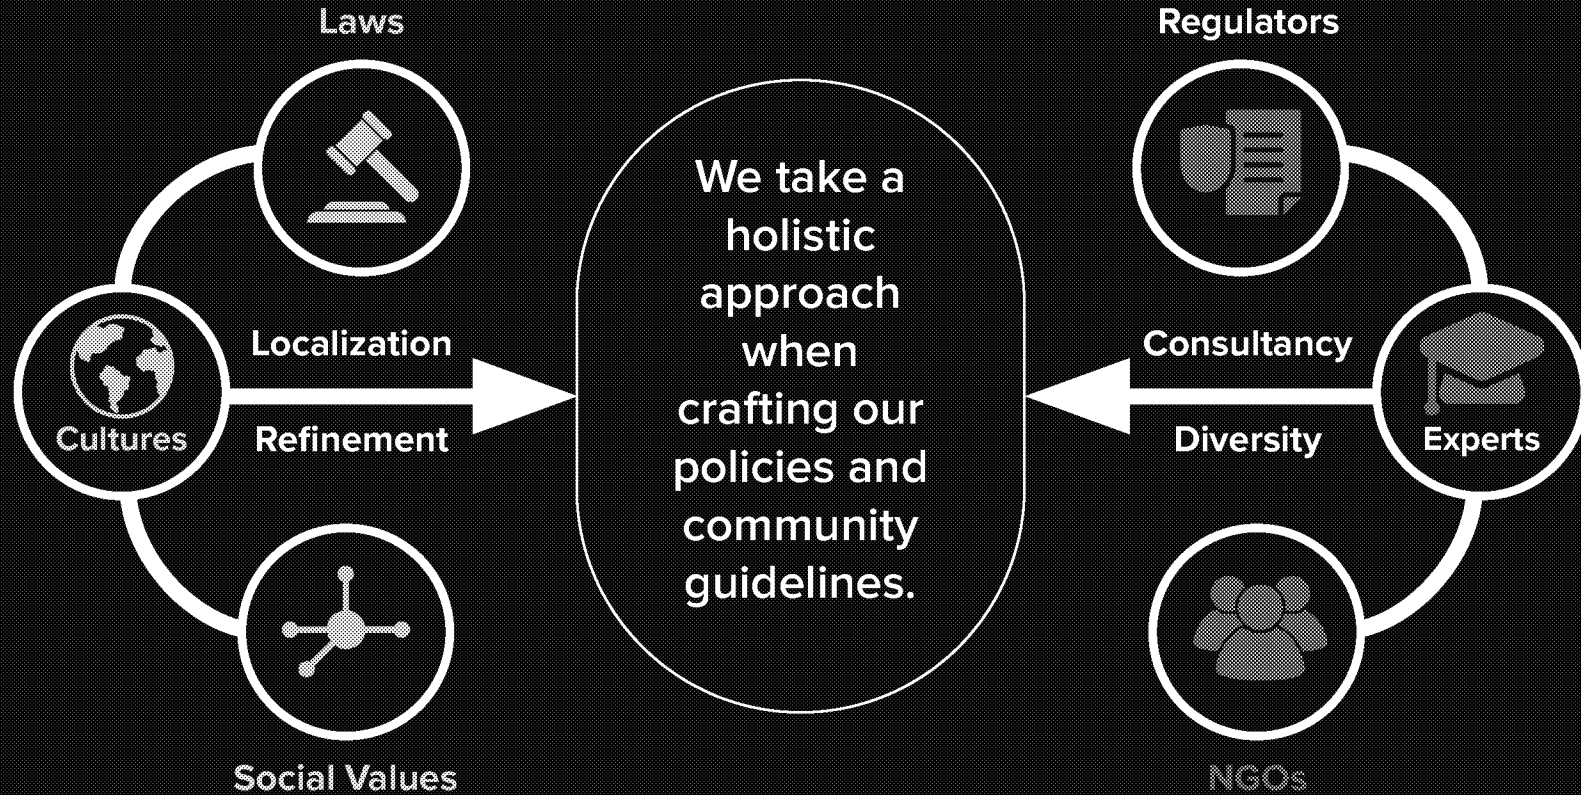 Laws
Regulators
We take a
holistic
approach
when
crafting our
policies and
community
guidelines.
Localization
Refinement
Cultures
Consultancy
Diversity
Experts
Social Values
NGOs